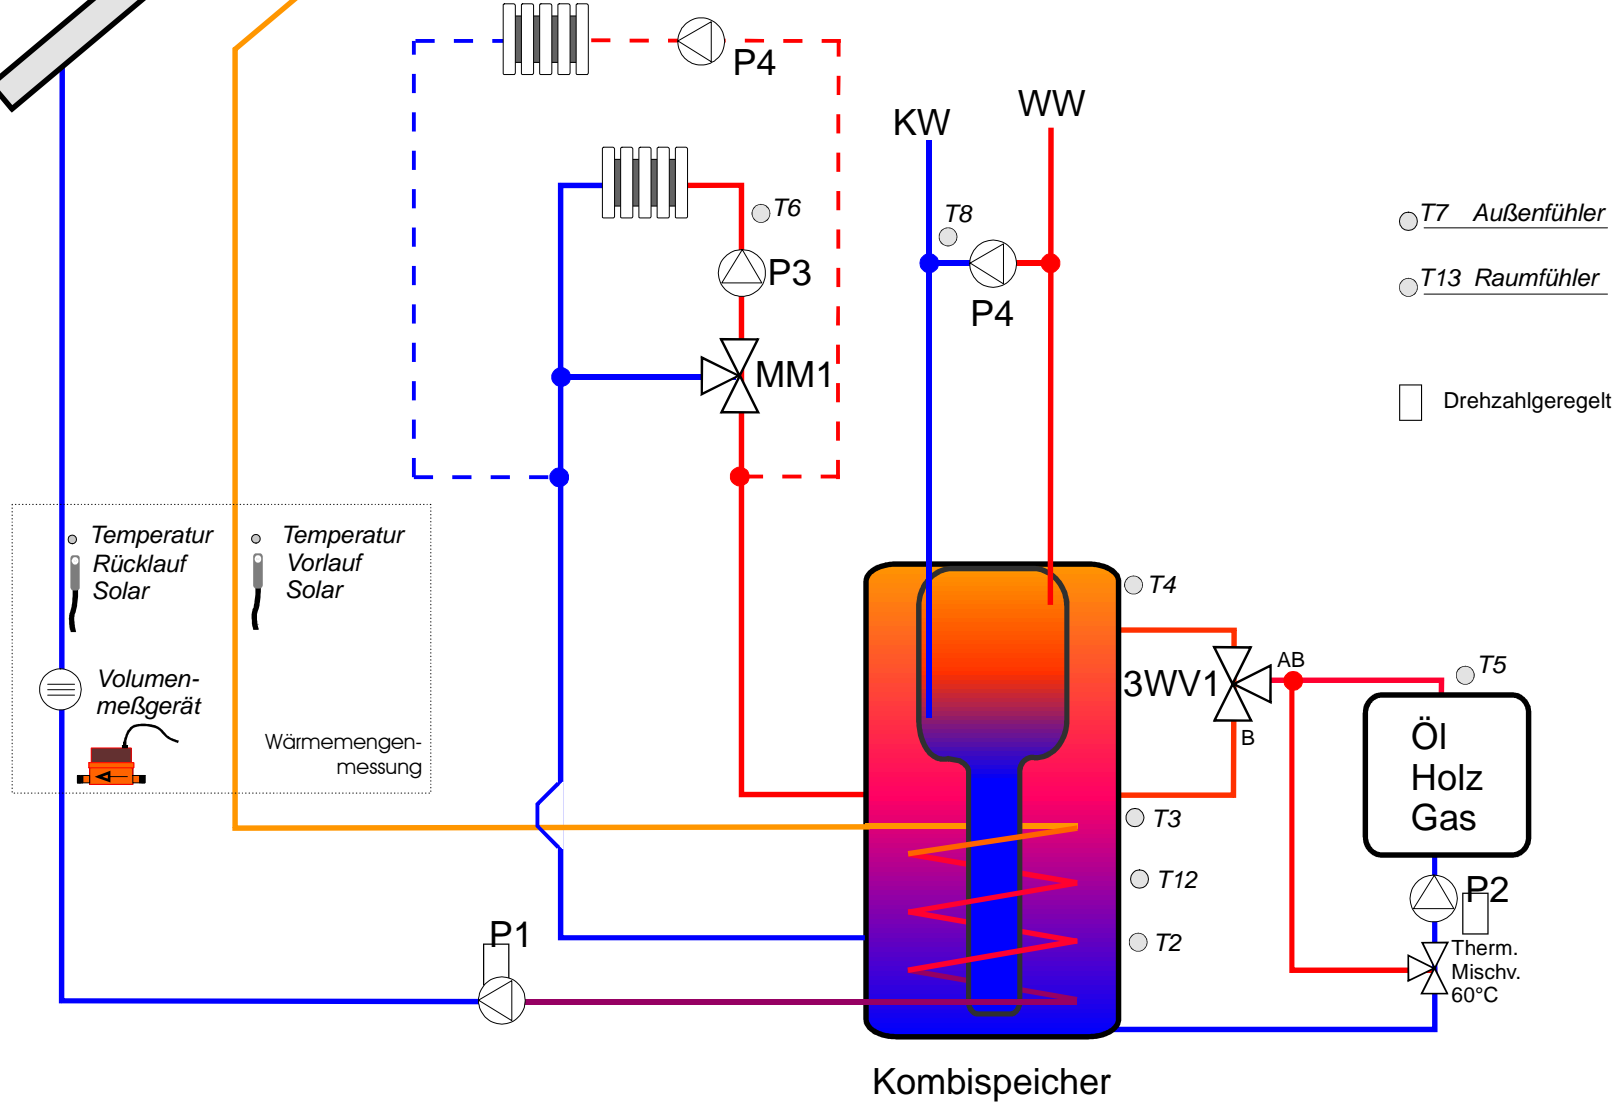 P4
KW
WW
T6
T8
T7 Außenfühler
P3
P4
T13 Raumfühler
MM1
Drehzahlgeregelt
Temperatur
Rücklauf
Solar
Temperatur
Vorlauf
Solar
T4
3WV1
AB
T5
B
Volumen-
meßgerät
Wärmemengen-
messung
Öl
Holz
Gas
T3
T12
P2
P1
T2
Therm.
Mischv.
60°C
Kombispeicher